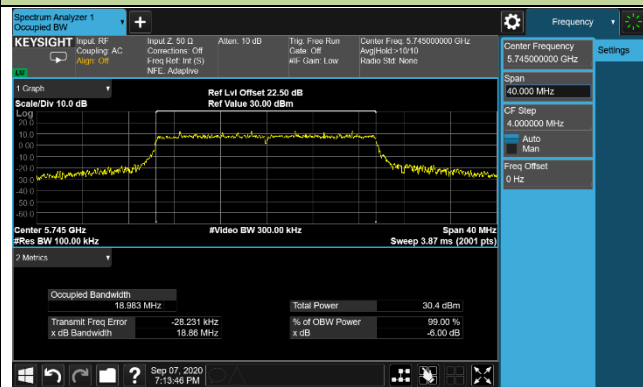 Spectrum Analyzer 1
Occupied BW
Frequency
KEYSIGHT
Input: RF
Coupling: AC
Align: Off
Input Z: 50 Ω
Corrections: Off
Freq Ref: Int (S)
NFE: Adaptive
Atten: 10 dB
Trig: Free Run
Gate: Off
#IF Gain: Low
Center Freq: 5.745000000 GHz
Avg|Hold:>10/10
Radio Std: None
Center Frequency
5.745000000 GHz
Settings
Span
40.000 MHz
CF Step
4.000000 MHz
Auto
Man
Freq Offset
0 Hz
1 Graph
Scale/Div 10.0 dB
Ref Lvl Offset 22.50 dB
Ref Value 30.00 dBm
Log
20.0
10.0
0.00
-10.0
-20.0
-30.0
-40.0
-50.0
-60.0
Center 5.745 GHz
#Res BW 100.00 kHz
#Video BW 300.00 kHz
Span 40 MHz
Sweep 3.87 ms (2001 pts)
2 Metrics
Occupied Bandwidth
18.983 MHz
Total Power 30.4 dBm
Transmit Freq Error -28.231 kHz
% of OBW Power 99.00 %
x dB Bandwidth 18.86 MHz
x dB -6.00 dB
Sep 07, 2020
7:13:46 PM